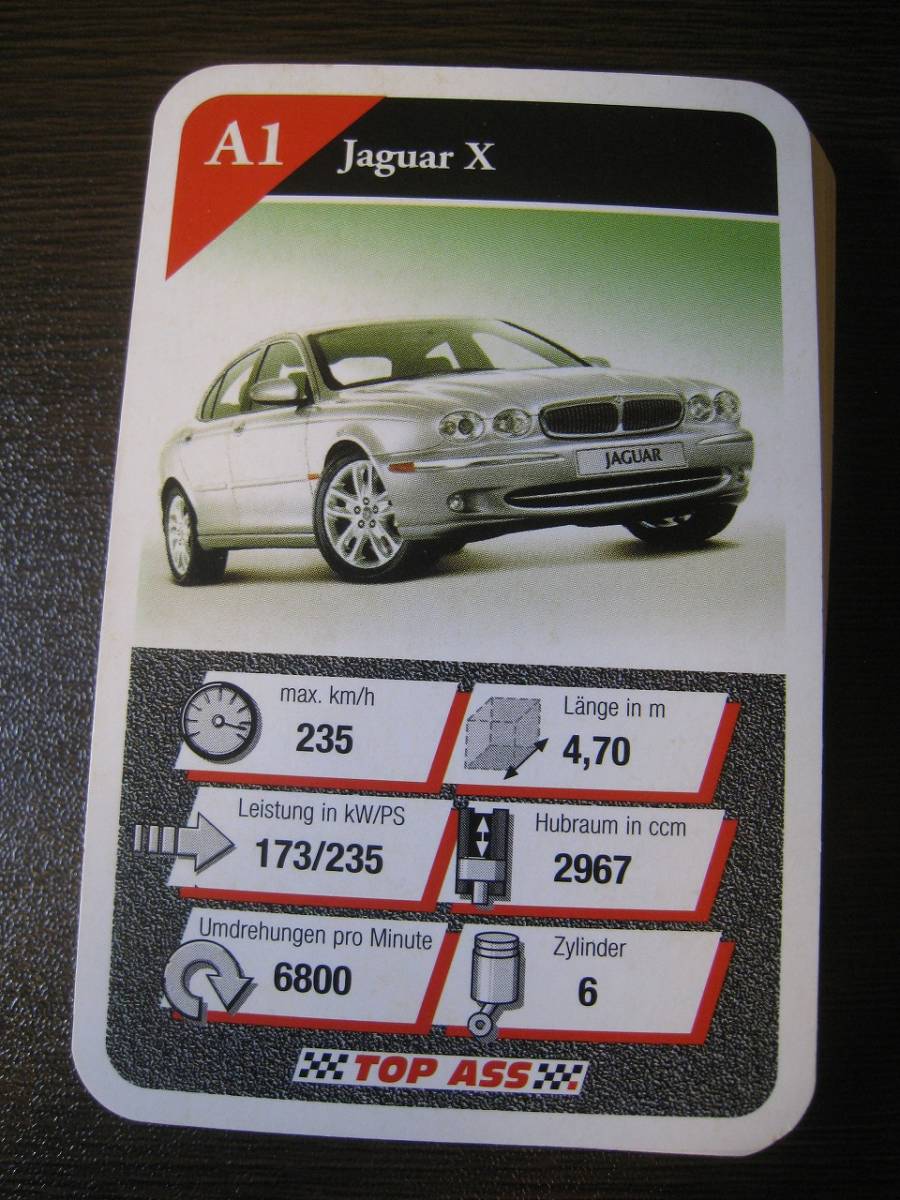 A1
Jaguar X
JAGUAR
max. km/h
235
Länge in m
4,70
Leistung in kW/PS
173/235
Hubraum in ccm
2967
Umdrehungen pro Minute
6800
Zylinder
6
TOP ASS